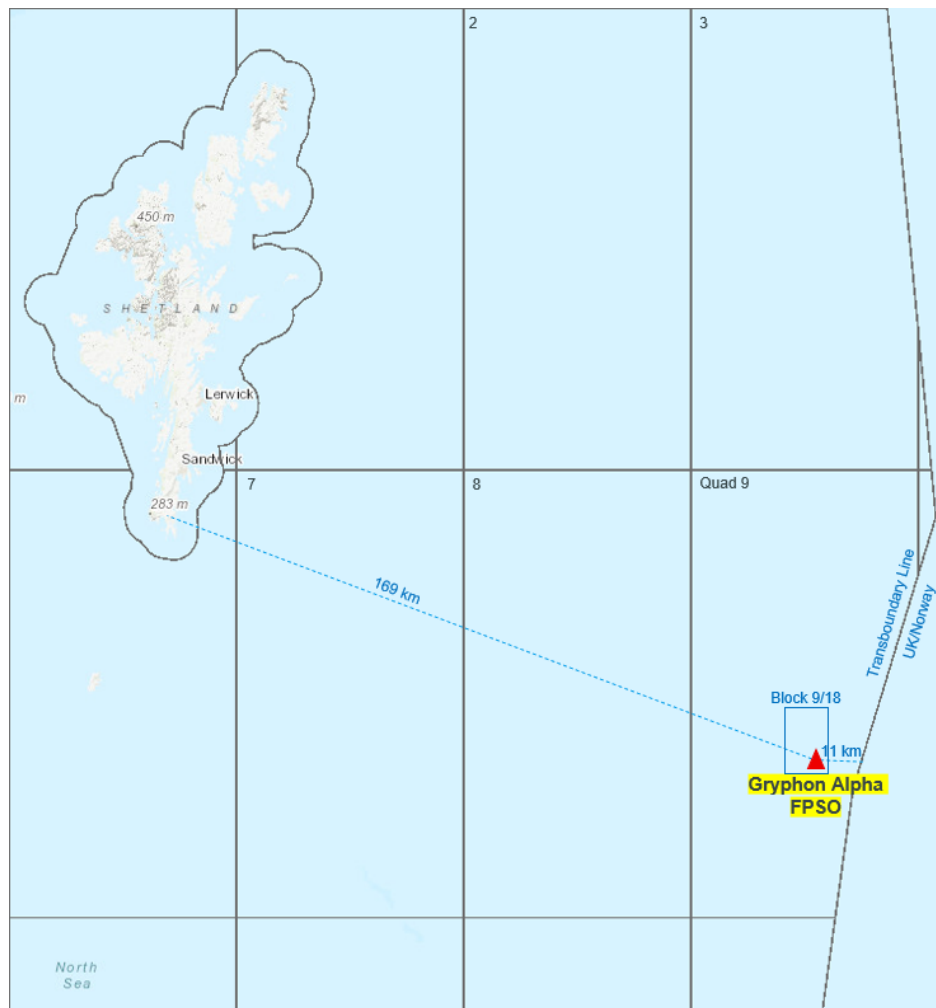 2
3
450 m
S H E T L A N D
Lerwick
m
Sandwick
7
8
Quad 9
283 m
169 km
Transboundary Line
UK/Norway
Block 9/18
11 km
Gryphon Alpha
FPSO
North
Sea